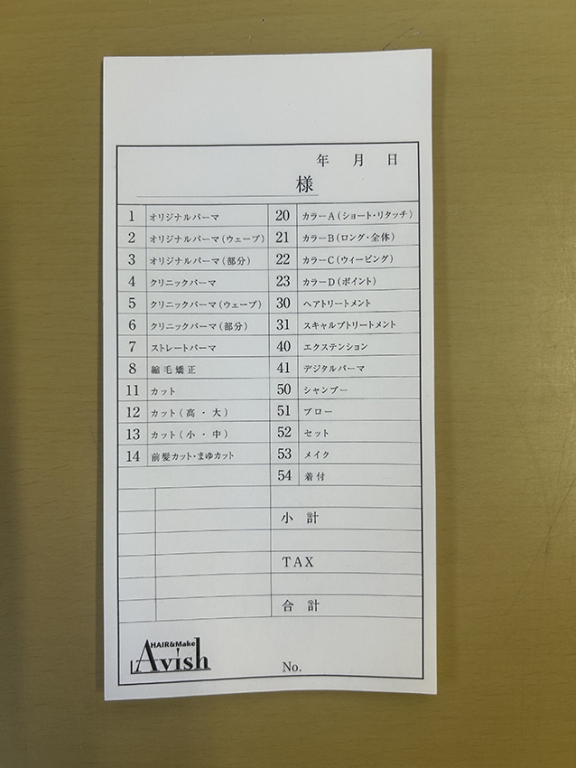 年 月 日
様
1 オリジナルパーマ
2 オリジナルパーマ(ウェーブ)
3 オリジナルパーマ(部分)
4 クリニックパーマ
5 クリニックパーマ(ウェーブ)
6 クリニックパーマ(部分)
7 ストレートパーマ
8 縮毛矯正
11 カット
12 カット(高・大)
13 カット(小・中)
14 前髪カット・まゆカット
20 カラーA(ショート・リタッチ)
21 カラーB(ロング・全体)
22 カラーC(ウィービング)
23 カラーD(ポイント)
30 ヘアトリートメント
31 スキャルプトリートメント
40 エクステンション
41 デジタルパーマ
50 シャンプー
51 ブロー
52 セット
53 メイク
54 着付
小 計
TAX
合 計
HAIR&Make
Avish
No.